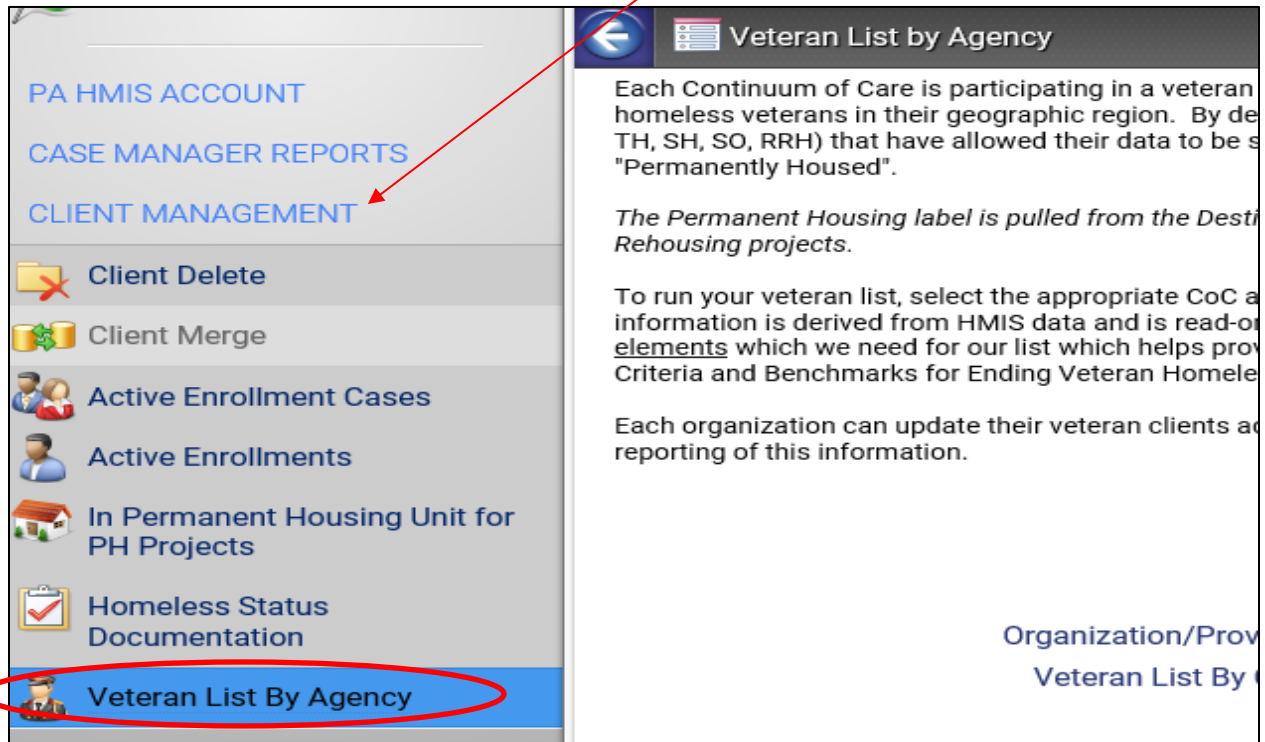 PA HMIS ACCOUNT
CASE MANAGER REPORTS
CLIENT MANAGEMENT
Client Delete
Client Merge
Active Enrollment Cases
Active Enrollments
In Permanent Housing Unit for
PH Projects
Homeless Status
Documentation
Veteran List By Agency
Veteran List by Agency
Each Continuum of Care is participating in a veteran
homeless veterans in their geographic region. By de
TH, SH, SO, RRH) that have allowed their data to be s
"Permanently Housed".
The Permanent Housing label is pulled from the Desti
Rehousing projects.
To run your veteran list, select the appropriate CoC a
information is derived from HMIS data and is read-o
elements which we need for our list which helps prov
Criteria and Benchmarks for Ending Veteran Homele
Each organization can update their veteran clients a
reporting of this information.
Organization/Prov
Veteran List By